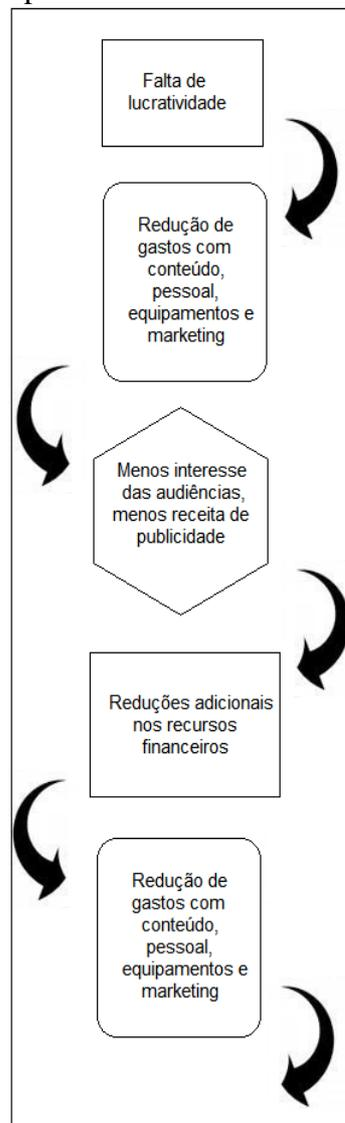 Falta de
lucratividade
Redução de
gastos com
conteúdo,
pessoal,
equipamentos e
marketing
Menos interesse
das audiências,
menos receita de
publicidade
Reduções adicionais
nos recursos
financeiros
Redução de
gastos com
conteúdo,
pessoal,
equipamentos e
marketing